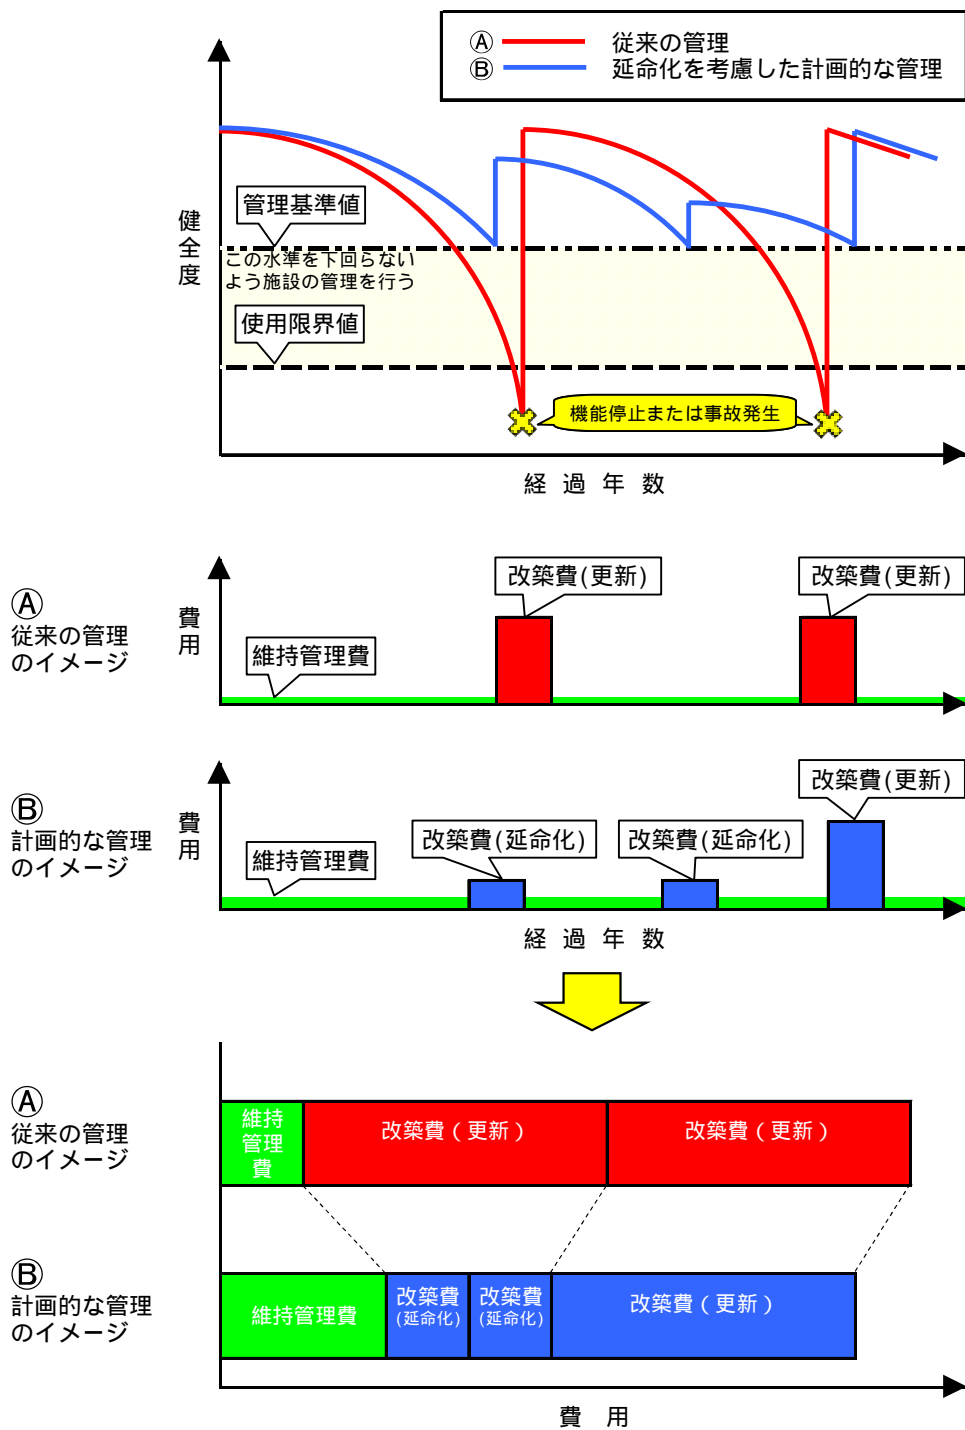 Ⓐ 従来の管理
Ⓑ 延命化を考慮した計画的な管理
健全度
管理基準値
この水準を下回らない
よう施設の管理を行う
使用限界値
機能停止または事故発生
経過年数
Ⓐ
従来の管理
のイメージ
費用
維持管理費
改築費(更新)
改築費(更新)
Ⓑ
計画的な管理
のイメージ
費用
維持管理費
改築費(延命化)
改築費(延命化)
改築費(更新)
経過年数
Ⓐ
従来の管理
のイメージ
維持
管理
費
改築費(更新)
改築費(更新)
Ⓑ
計画的な管理
のイメージ
維持管理費
改築費
(延命化)
改築費
(延命化)
改築費(更新)
費用